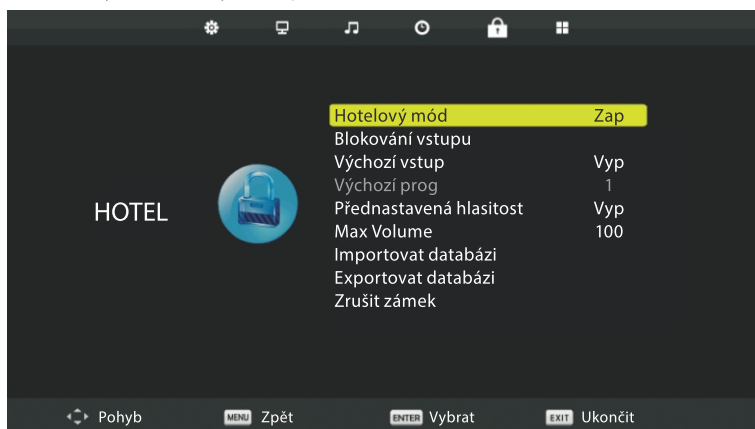 HOTEL
Hotelový mód Zap
Blokování vstupu
Výchozí vstup Vyp
Výchozí prog 1
Přednastavená hlasitost Vyp
Max Volume 100
Importovat databázi
Exportovat databázi
Zrušit zámek
Pohyb MENU Zpět ENTER Vybrat EXIT Ukončit